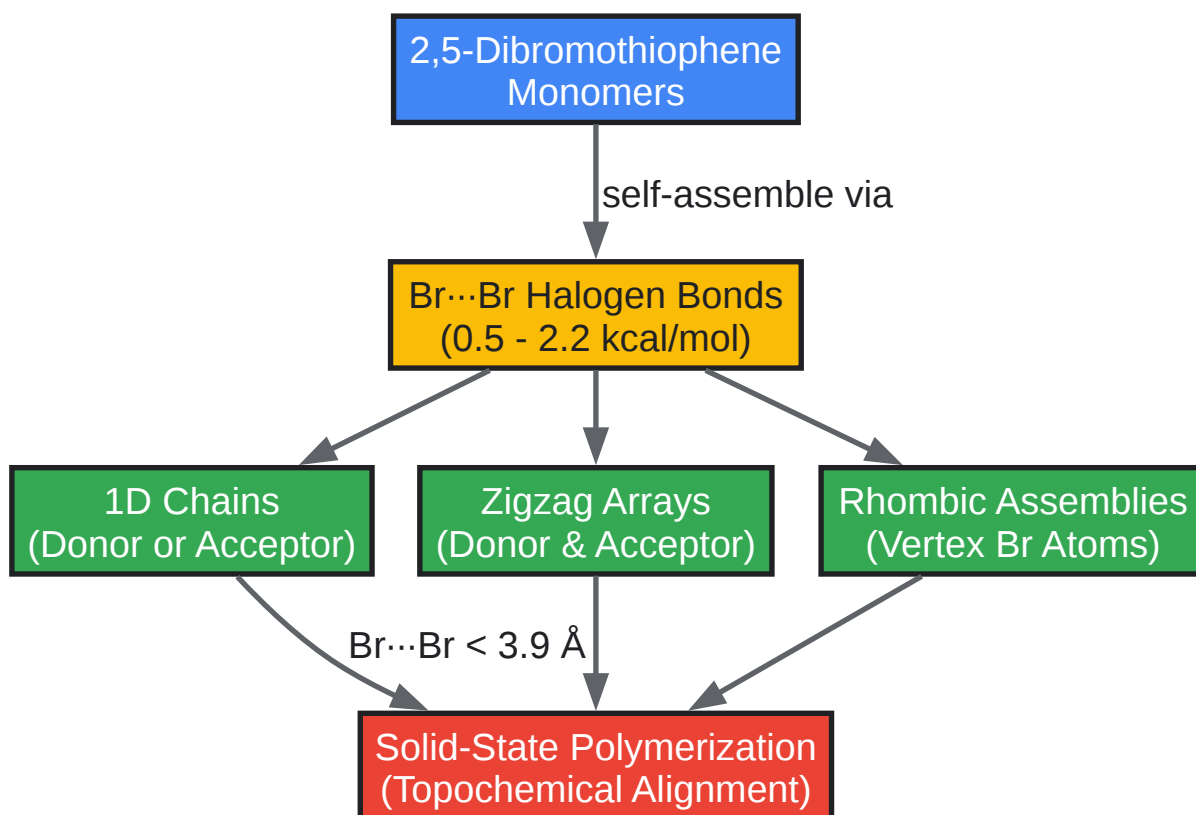 2,5-Dibromothiophene
Monomers
self-assemble via
Br···Br Halogen Bonds
(0.5 - 2.2 kcal/mol)
1D Chains
(Donor or Acceptor)
Zigzag Arrays
(Donor & Acceptor)
Rhombic Assemblies
(Vertex Br Atoms)
Br···Br < 3.9 Å
Solid-State Polymerization
(Topochemical Alignment)